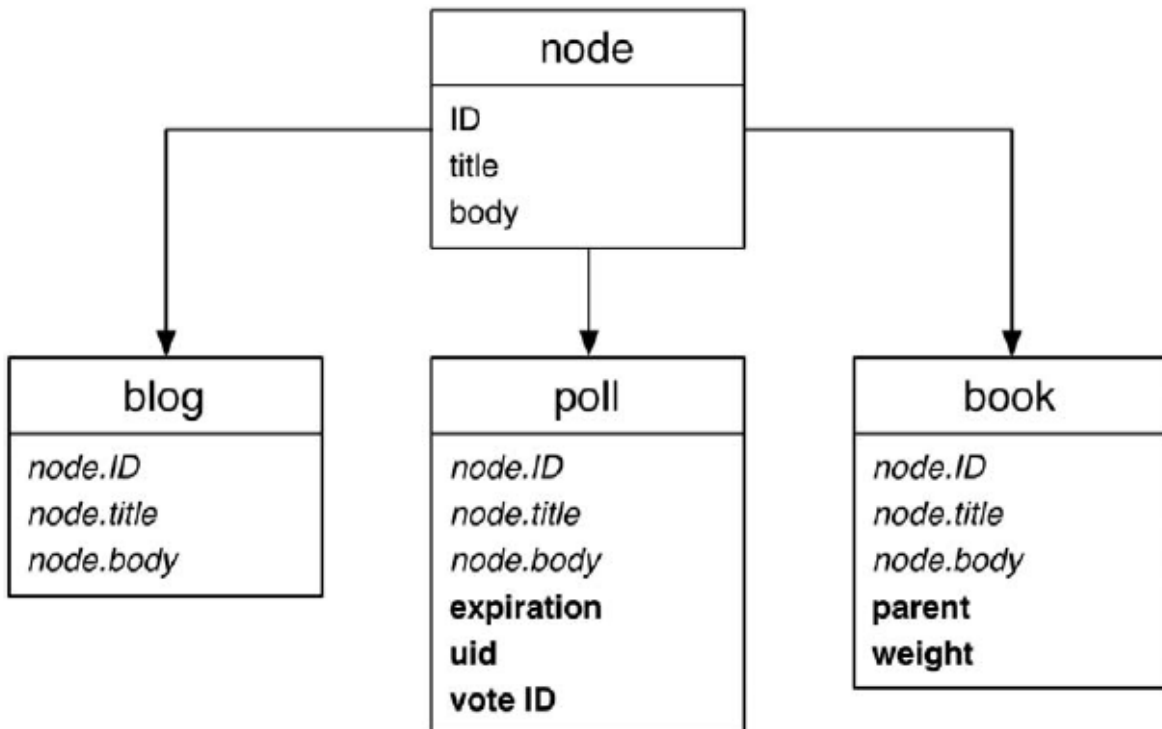 node
ID
title
body
blog
node.ID
node.title
node.body
poll
node.ID
node.title
node.body
expiration
uid
vote ID
book
node.ID
node.title
node.body
parent
weight